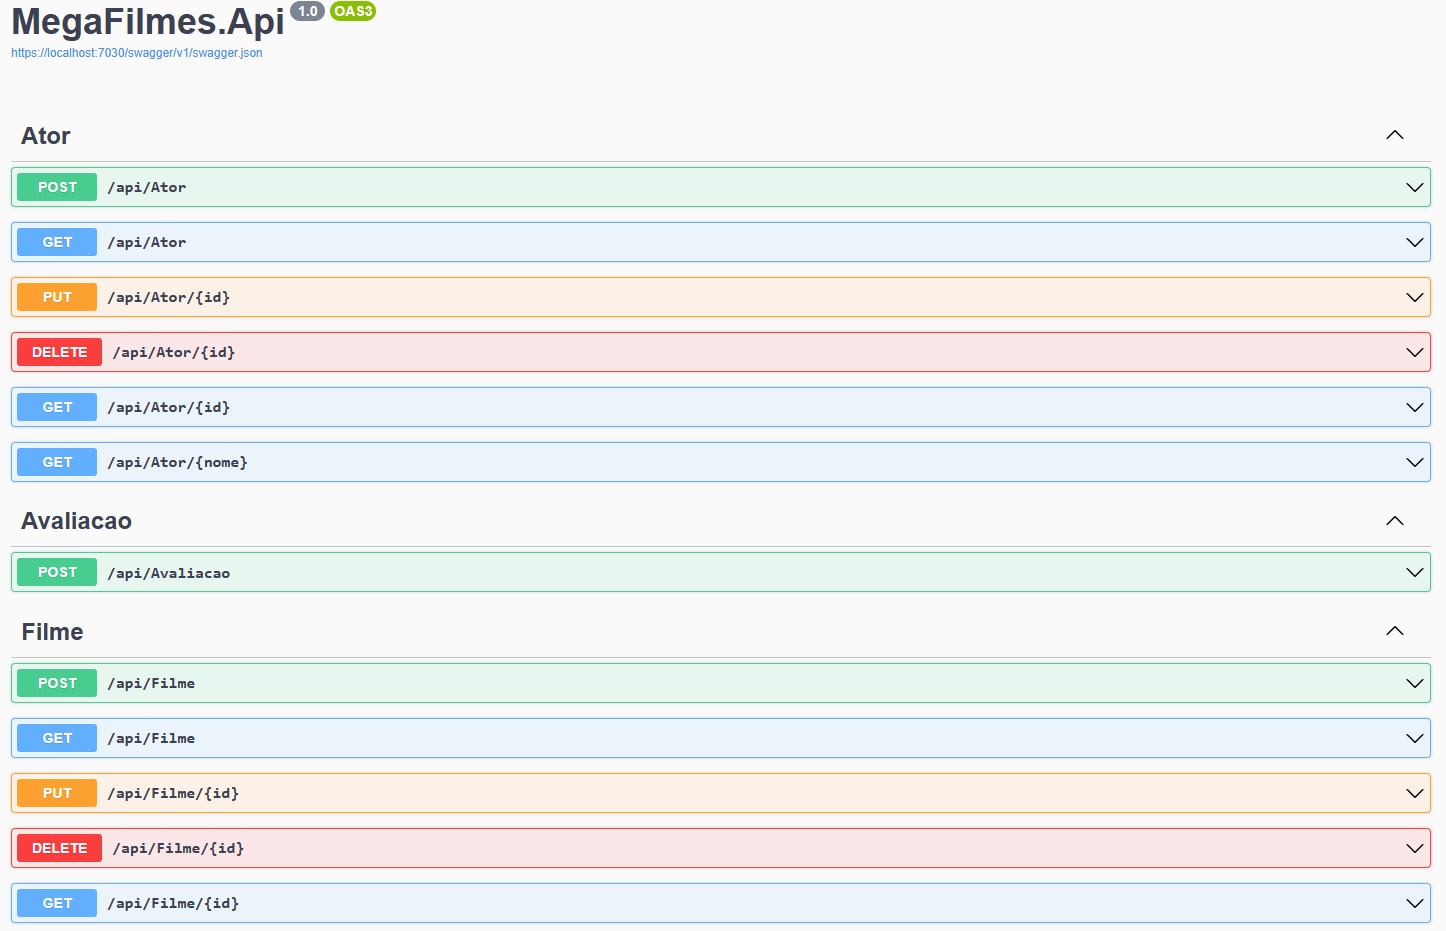 MegaFilmes.Api 1.0 OAS3
https://localhost:7030/swagger/v1/swagger.json
Ator
POST /api/Ator
GET /api/Ator
PUT /api/Ator/{id}
DELETE /api/Ator/{id}
GET /api/Ator/{id}
GET /api/Ator/{nome}
Avaliacao
POST /api/Avaliacao
Filme
POST /api/Filme
GET /api/Filme
PUT /api/Filme/{id}
DELETE /api/Filme/{id}
GET /api/Filme/{id}